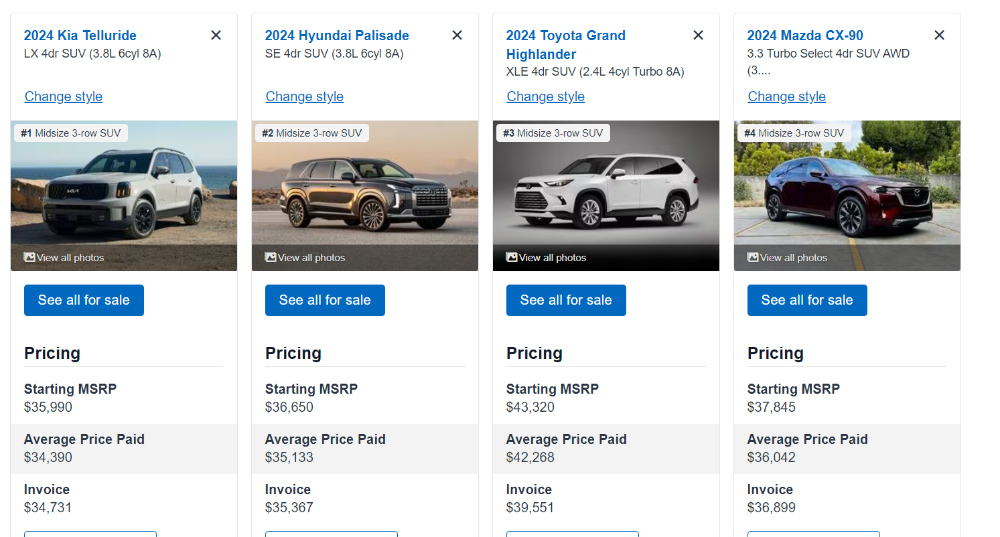 2024 Kia Telluride
LX 4dr SUV (3.8L 6cyl 8A)
Change style
#1 Midsize 3-row SUV
KIA
View all photos
See all for sale
Pricing
Starting MSRP
$35,990
Average Price Paid
$34,390
Invoice
$34,731
2024 Hyundai Palisade
SE 4dr SUV (3.8L 6cyl 8A)
Change style
#2 Midsize 3-row SUV
View all photos
See all for sale
Pricing
Starting MSRP
$36,650
Average Price Paid
$35,133
Invoice
$35,367
2024 Toyota Grand
Highlander
XLE 4dr SUV (2.4L 4cyl Turbo 8A)
Change style
#3 Midsize 3-row SUV
View all photos
See all for sale
Pricing
Starting MSRP
$43,320
Average Price Paid
$42,268
Invoice
$39,551
2024 Mazda CX-90
3.3 Turbo Select 4dr SUV AWD
(3....
Change style
#4 Midsize 3-row SUV
View all photos
See all for sale
Pricing
Starting MSRP
$37,845
Average Price Paid
$36,042
Invoice
$36,899